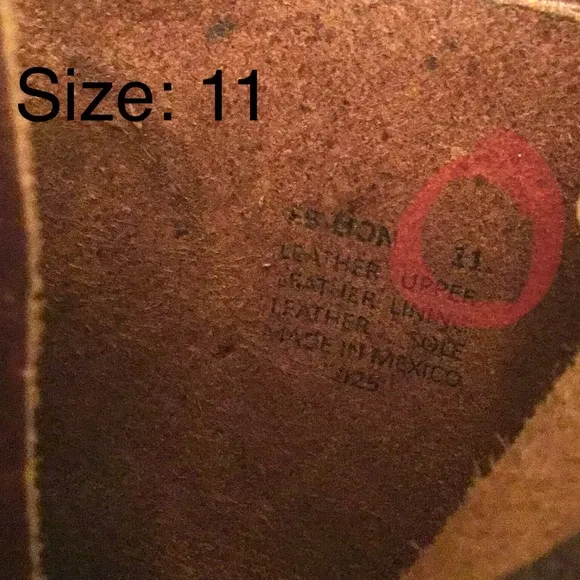 Size: 11
11
LEATHER UPPER
LEATHER LINING
LEATHER SOLE
MADE IN MEXICO